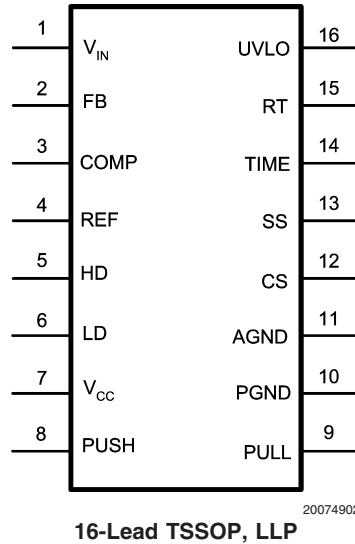 1 V_IN UVLO 16
2 FB RT 15
3 COMP TIME 14
4 REF SS 13
5 HD CS 12
6 LD AGND 11
7 V_CC PGND 10
8 PUSH PULL 9
20074902
16-Lead TSSOP, LLP